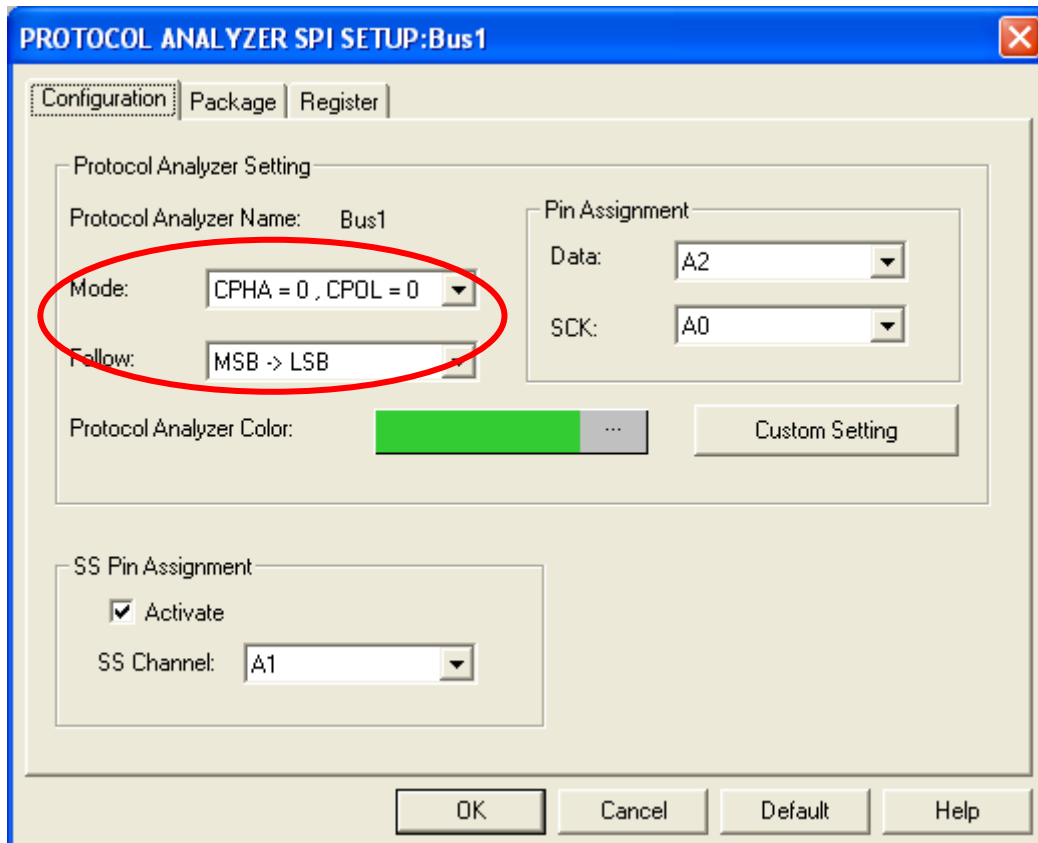 PROTOCOL ANALYZER SPI SETUP:Bus1
Configuration Package Register
Protocol Analyzer Setting
Protocol Analyzer Name: Bus1
Mode: CPHA = 0 , CPOL = 0
Follow: MSB -> LSB
Pin Assignment
Data: A2
SCK: A0
Protocol Analyzer Color: ... Custom Setting
SS Pin Assignment
Activate
SS Channel: A1
OK Cancel Default Help